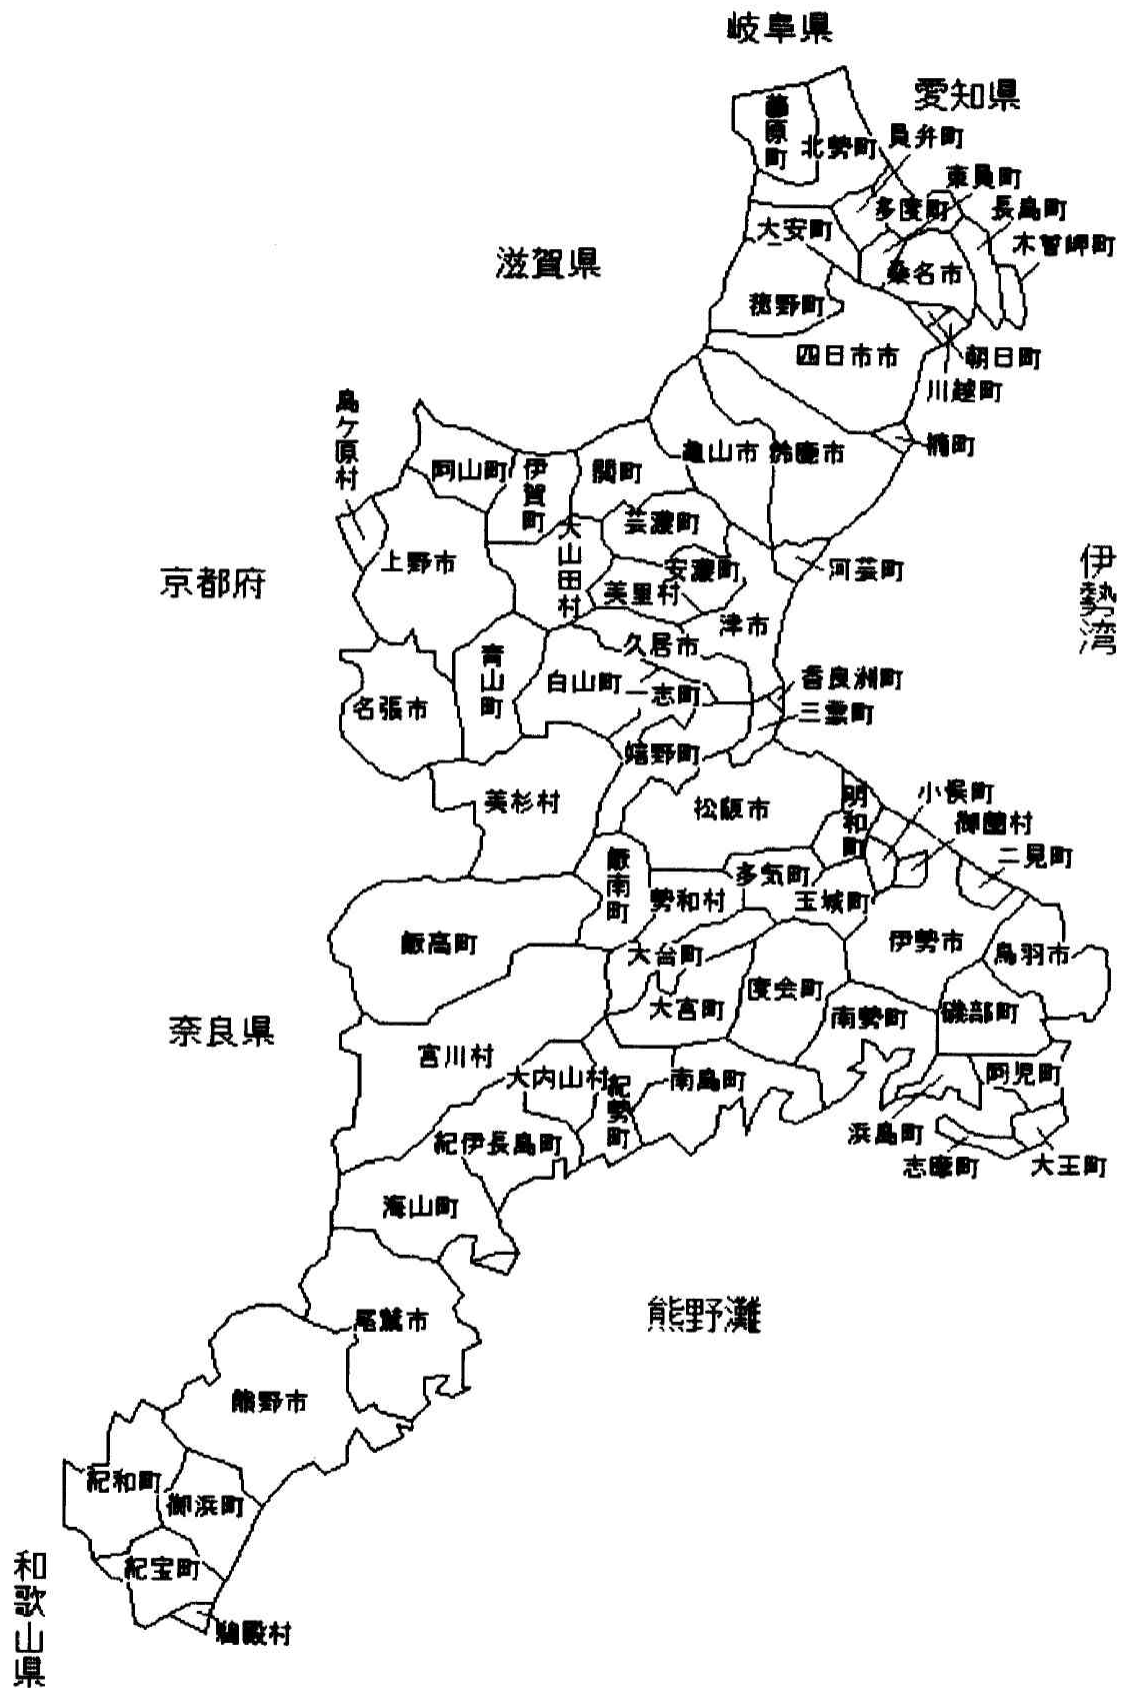 岐阜県
愛知県
藤原町
北勢町
員弁町
東員町
多度町
長島町
木曽岬町
大安町
滋賀県
桑名市
菰野町
四日市市
朝日町
川越町
島ケ原村
楠町
亀山市
鈴鹿市
阿山町
伊賀町
関町
芸濃町
大山田村
上野市
安濃町
河芸町
京都府
伊勢湾
美里村
津市
久居市
青山町
白山町
一志町
香良洲町
名張市
三雲町
嬉野町
美杉村
松阪市
明和町
小俣町
御薗村
二見町
飯南町
多気町
勢和村
玉城町
飯高町
伊勢市
鳥羽市
大台町
度会町
大宮町
南勢町
磯部町
奈良県
宮川村
大内山村
紀勢町
南島町
阿児町
浜島町
紀伊長島町
志摩町
大王町
海山町
熊野灘
尾鷲市
熊野市
紀和町
御浜町
紀宝町
和歌山県
鵜殿村